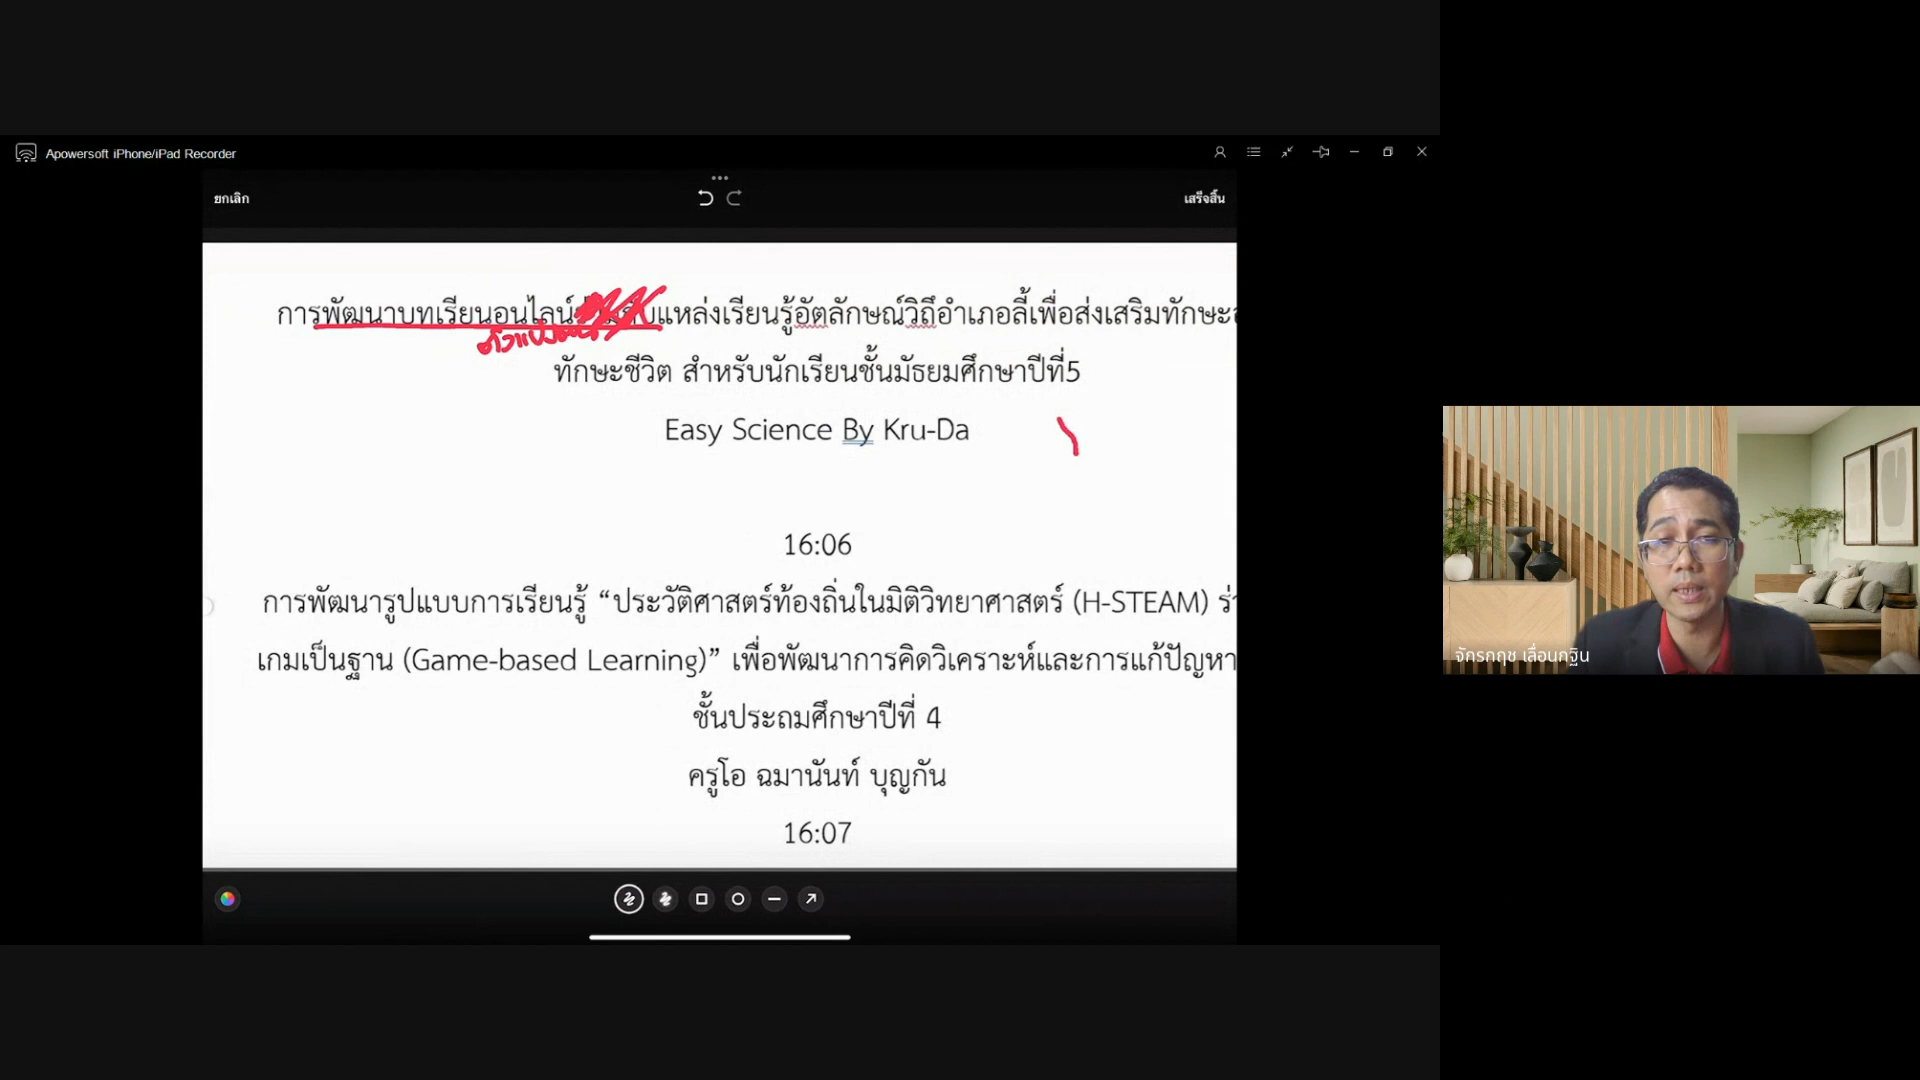 Apowersoft iPhone/iPad Recorder
ยกเลิก
เสร็จสิ้น
การพัฒนาบทเรียนอนไลน์ แหล่งเรียนรู้อัตลักษณ์วิถีอำเภอลี้เพื่อส่งเสริมทักษะ
ตัวแปรต้น
ทักษะชีวิต สำหรับนักเรียนชั้นมัธยมศึกษาปีที่5
Easy Science By Kru-Da
16:06
การพัฒนารูปแบบการเรียนรู้ “ประวัติศาสตร์ท้องถิ่นในมิติวิทยาศาสตร์ (H-STEAM) ร่
เกมเป็นฐาน (Game-based Learning)” เพื่อพัฒนาการคิดวิเคราะห์และการแก้ปัญหา
ชั้นประถมศึกษาปีที่ 4
ครูโอ ฉมานันท์ บุญกัน
16:07
จักรกฤช เลื่อนกฐิน